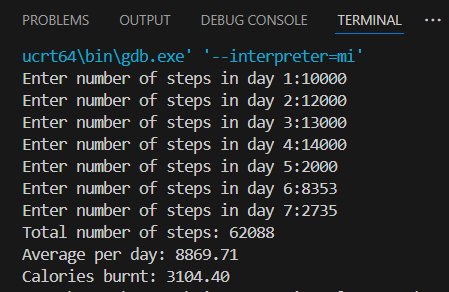 PROBLEMS OUTPUT DEBUG CONSOLE TERMINAL ...
ucrt64\bin\gdb.exe' '--interpreter=mi'
Enter number of steps in day 1:10000
Enter number of steps in day 2:12000
Enter number of steps in day 3:13000
Enter number of steps in day 4:14000
Enter number of steps in day 5:2000
Enter number of steps in day 6:8353
Enter number of steps in day 7:2735
Total number of steps: 62088
Average per day: 8869.71
Calories burnt: 3104.40